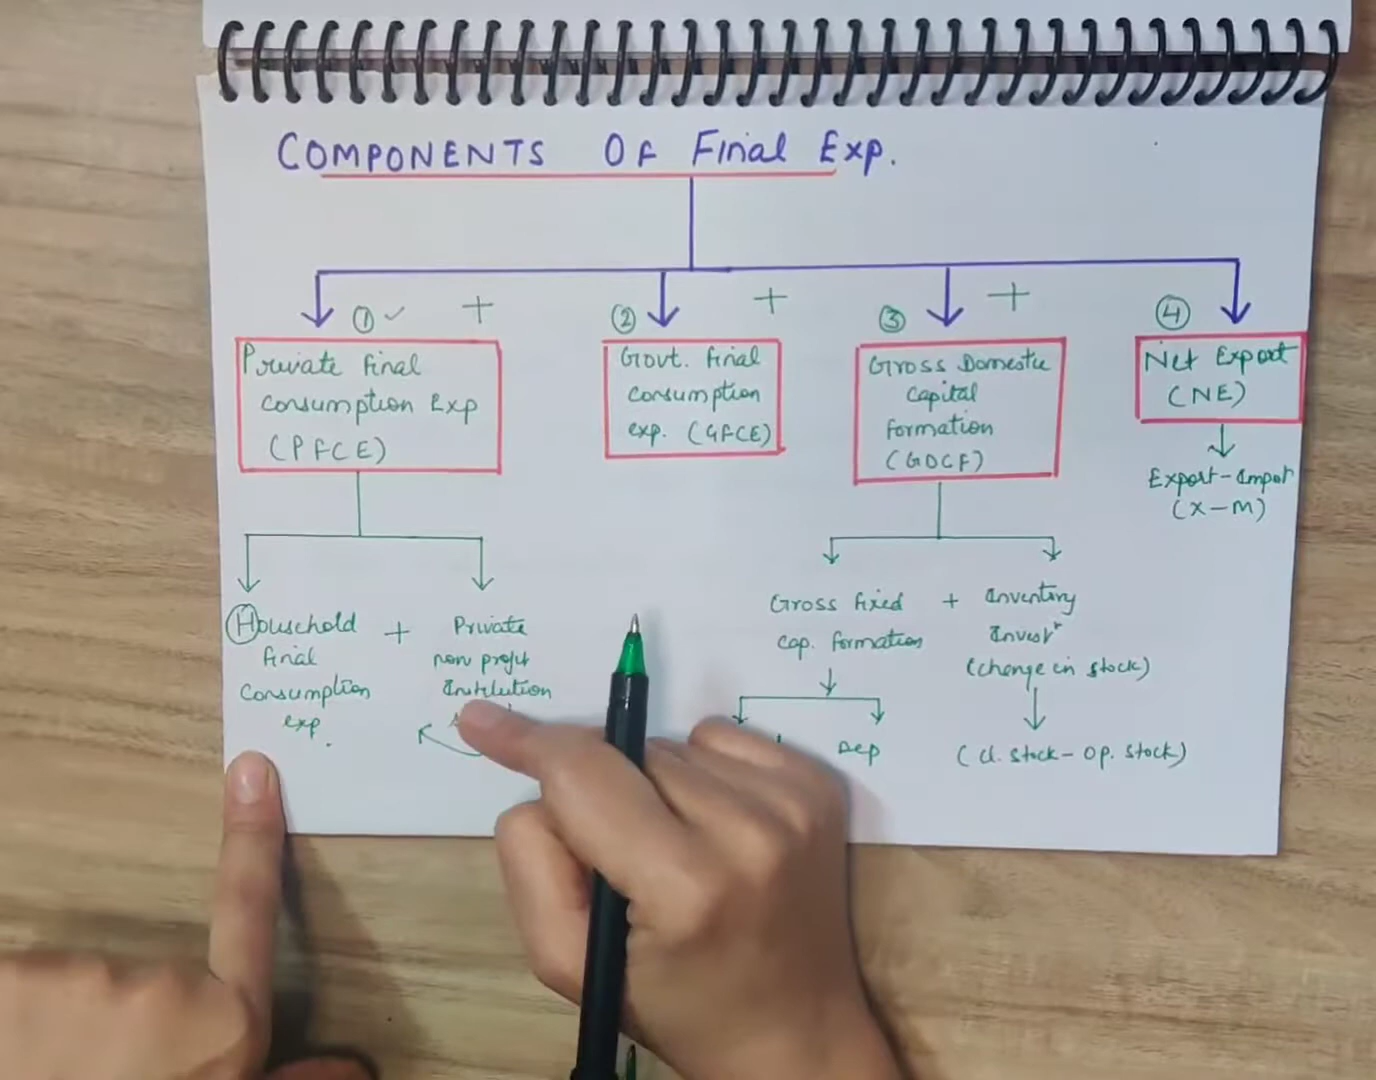 COMPONENTS OF Final Exp.
① ✓ +
② +
③ +
④
Private final
consumption exp
(PFCE)
Govt. final
consumption
exp. (GFCE)
Gross Domestic
Capital
formation
(GDCF)
Net Export
(NE)
Export-Import
(X-M)
Household
final
Consumption
exp.
+
Private
non profit
Institution
Gross fixed
cap. formation
+
Inventory
Invest
(change in stock)
Dep
(cl. stock - op. stock)